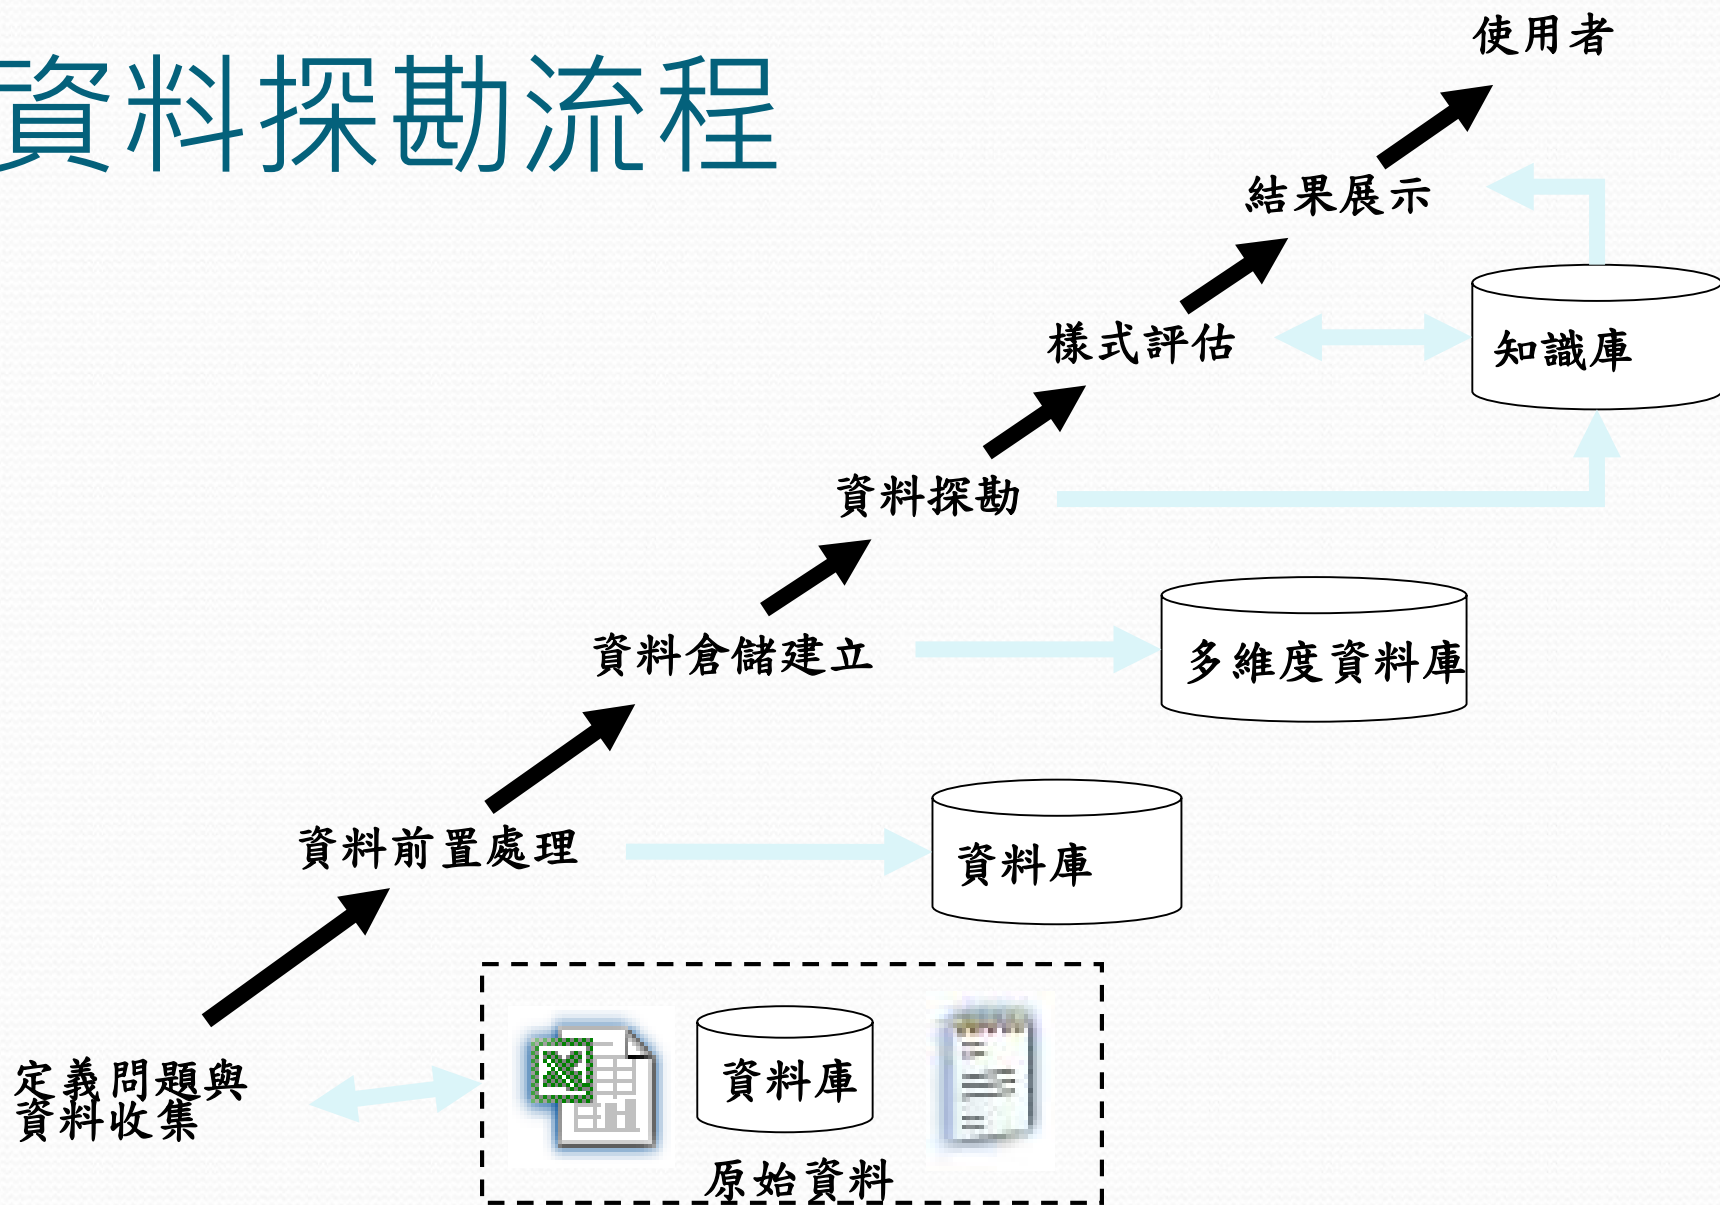 資料探勘流程
使用者
結果展示
知識庫
樣式評估
資料探勘
資料倉儲建立
多維度資料庫
資料前置處理
資料庫
定義問題與
資料收集
資料庫
原始資料